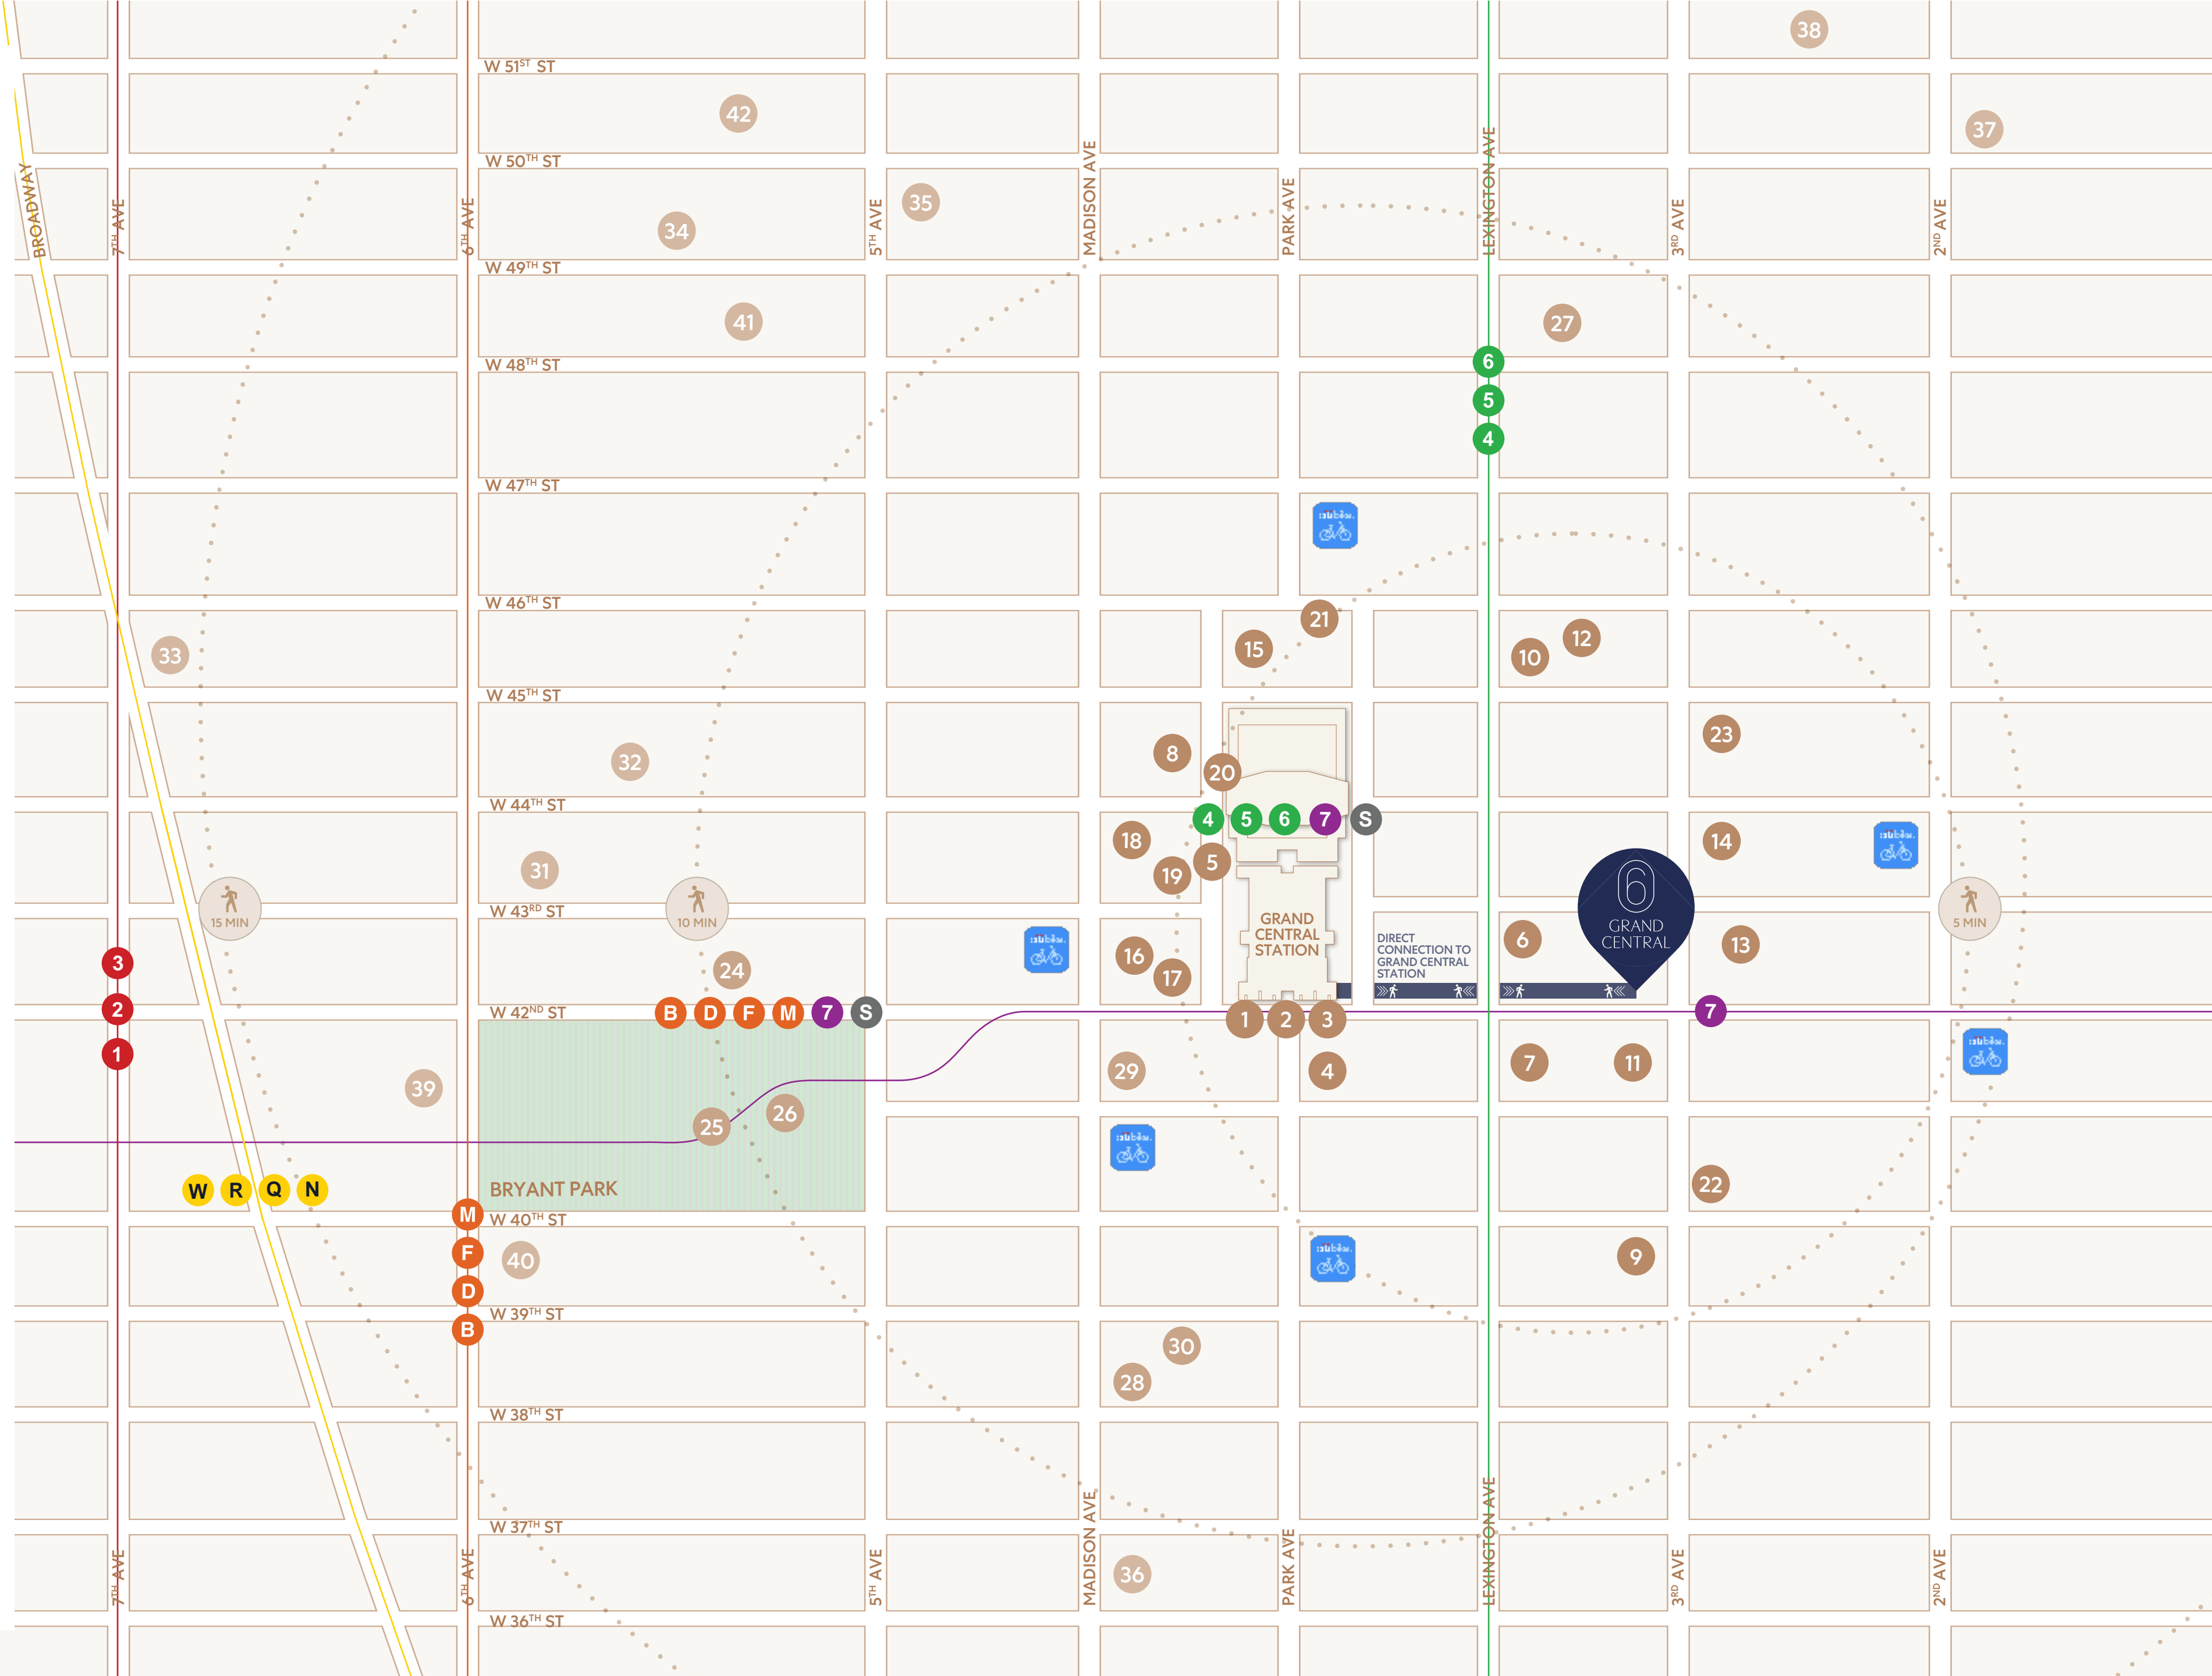 38
W 51ST ST
42
37
W 50TH ST
BROADWAY
7TH AVE
6TH AVE
5TH AVE
MADISON AVE
PARK AVE
LEXINGTON AVE
3RD AVE
2ND AVE
35
34
W 49TH ST
41
27
W 48TH ST
6
5
4
W 47TH ST
W 46TH ST
21
33
15
10
12
W 45TH ST
23
32
8
20
W 44TH ST
4 5 6 7 S
18
14
31
19
5
6
GRAND
CENTRAL
W 43RD ST
15 MIN
10 MIN
5 MIN
GRAND
CENTRAL
STATION
DIRECT
CONNECTION TO
GRAND CENTRAL
STATION
6
13
16
17
24
3
2
1
W 42ND ST
B D F M 7 S
7
1 2 3
39
29
4
7
11
25
26
22
BRYANT PARK
W R Q N
M
F
D
B
W 40TH ST
40
9
W 39TH ST
30
28
W 38TH ST
W 37TH ST
36
7TH AVE
6TH AVE
5TH AVE
MADISON AVE
PARK AVE
LEXINGTON AVE
3RD AVE
2ND AVE
W 36TH ST